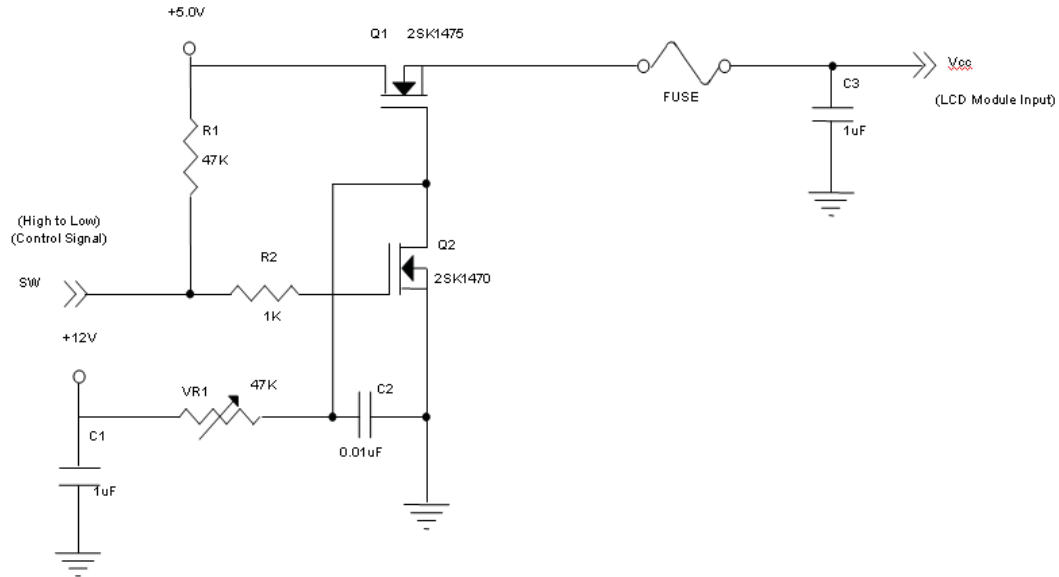 +5.0V
Q1 2SK1475
Vcc
FUSE
C3
(LCD Module Input)
1uF
R1
47K
(High to Low)
(Control Signal)
Q2
R2
2SK1470
SW
1K
+12V
VR1
47K
C2
C1
0.01uF
1uF